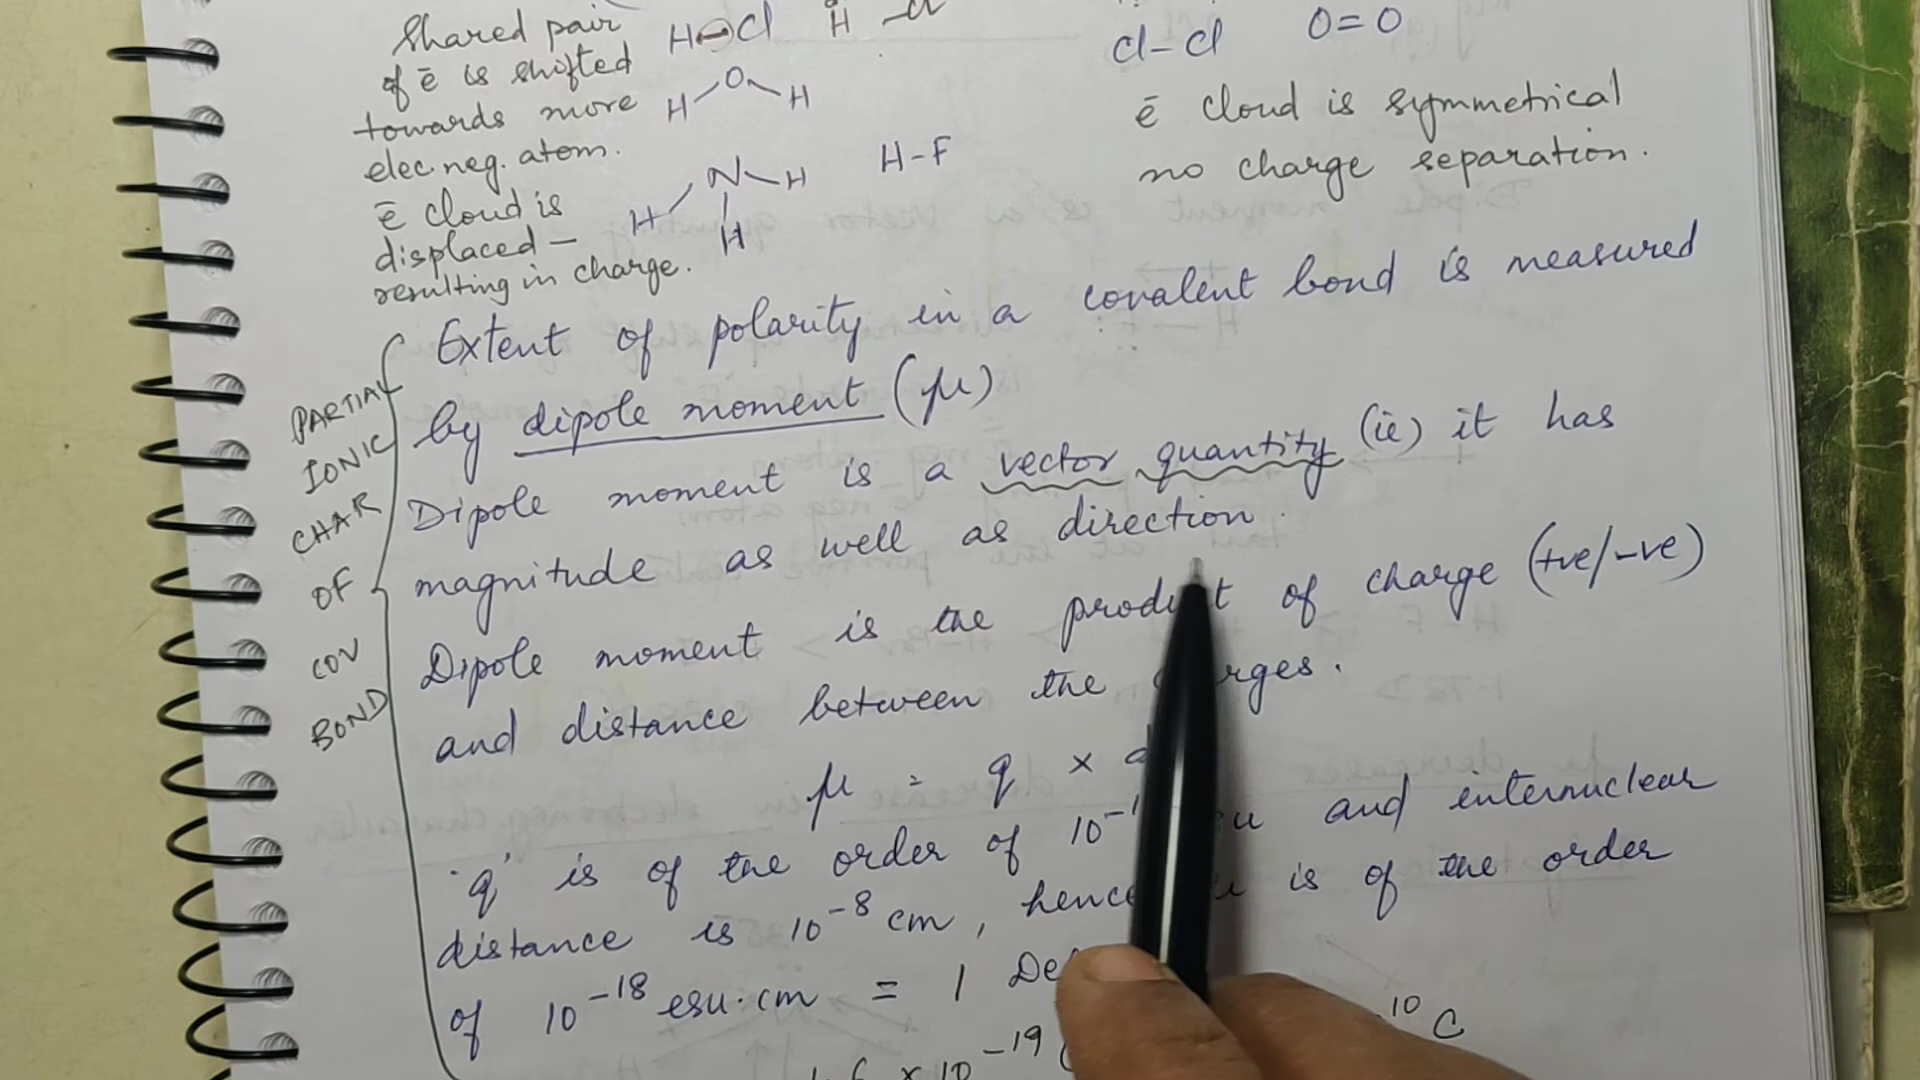 Shared pair
of ē is shifted
towards more
elec.neg. atom.
ē cloud is
displaced —
resulting in charge.
H Cl
H O H
N H
H H
H-F
Cl-Cl O=O
ē cloud is symmetrical
no charge separation.
PARTIAL
IONIC
CHAR
OF
COV
BOND
Extent of polarity in a covalent bond is measured
by dipole moment (μ)
Dipole moment is a vector quantity (ie) it has
magnitude as well as direction.
Dipole moment is the product of charge (+ve/-ve)
and distance between the
μ = q ×
'q' is of the order of and internuclear
distance is 10⁻⁸ cm, hence is of the order
of 10⁻¹⁸ esu.cm = 1
× 10⁻¹⁹ ¹⁰ C